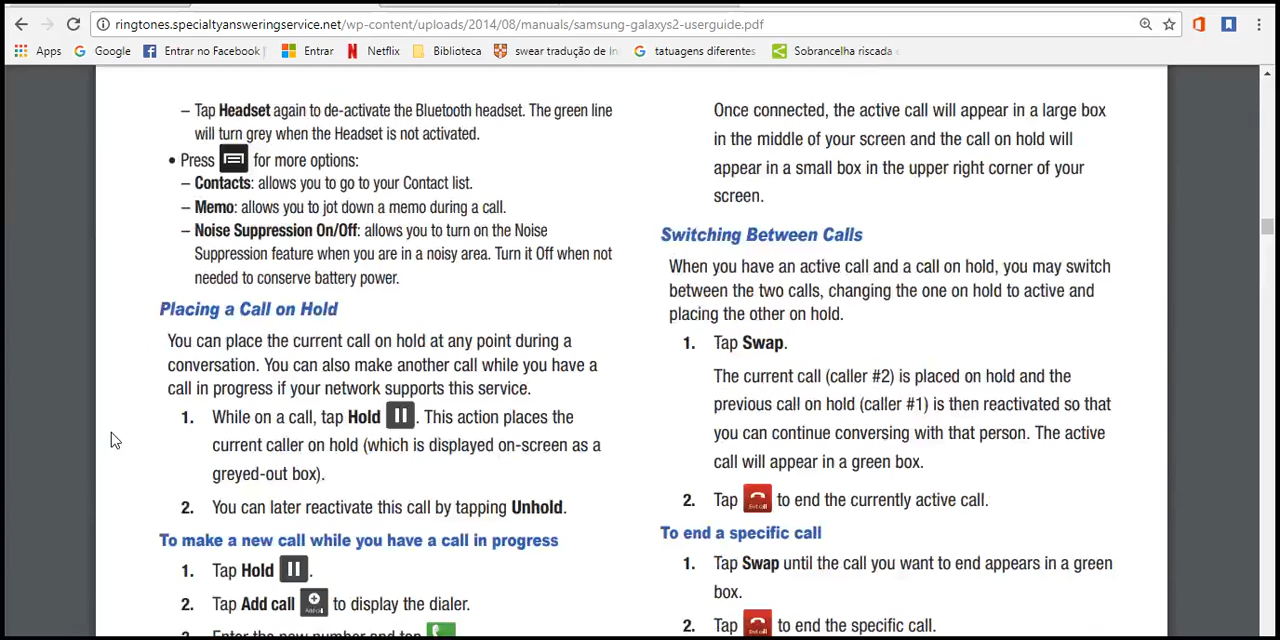 ringtones.specialtyansweringservice.net/wp-content/uploads/2014/08/manuals/samsung-galaxys2-userguide.pdf
Apps Google Entrar no Facebook Entrar Netflix Biblioteca swear tradução de In tatuagens diferentes Sobrancelha riscada
– Tap Headset again to de-activate the Bluetooth headset. The green line
will turn grey when the Headset is not activated.
• Press for more options:
– Contacts: allows you to go to your Contact list.
– Memo: allows you to jot down a memo during a call.
– Noise Suppression On/Off: allows you to turn on the Noise
Suppression feature when you are in a noisy area. Turn it Off when not
needed to conserve battery power.
Placing a Call on Hold
You can place the current call on hold at any point during a
conversation. You can also make another call while you have a
call in progress if your network supports this service.
1. While on a call, tap Hold . This action places the
current caller on hold (which is displayed on-screen as a
greyed-out box).
2. You can later reactivate this call by tapping Unhold.
To make a new call while you have a call in progress
1. Tap Hold .
2. Tap Add call Add call to display the dialer.
3. Enter the new number and tap
Once connected, the active call will appear in a large box
in the middle of your screen and the call on hold will
appear in a small box in the upper right corner of your
screen.
Switching Between Calls
When you have an active call and a call on hold, you may switch
between the two calls, changing the one on hold to active and
placing the other on hold.
1. Tap Swap.
The current call (caller #2) is placed on hold and the
previous call on hold (caller #1) is then reactivated so that
you can continue conversing with that person. The active
call will appear in a green box.
2. Tap End call to end the currently active call.
To end a specific call
1. Tap Swap until the call you want to end appears in a green
box.
2. Tap End call to end the specific call.